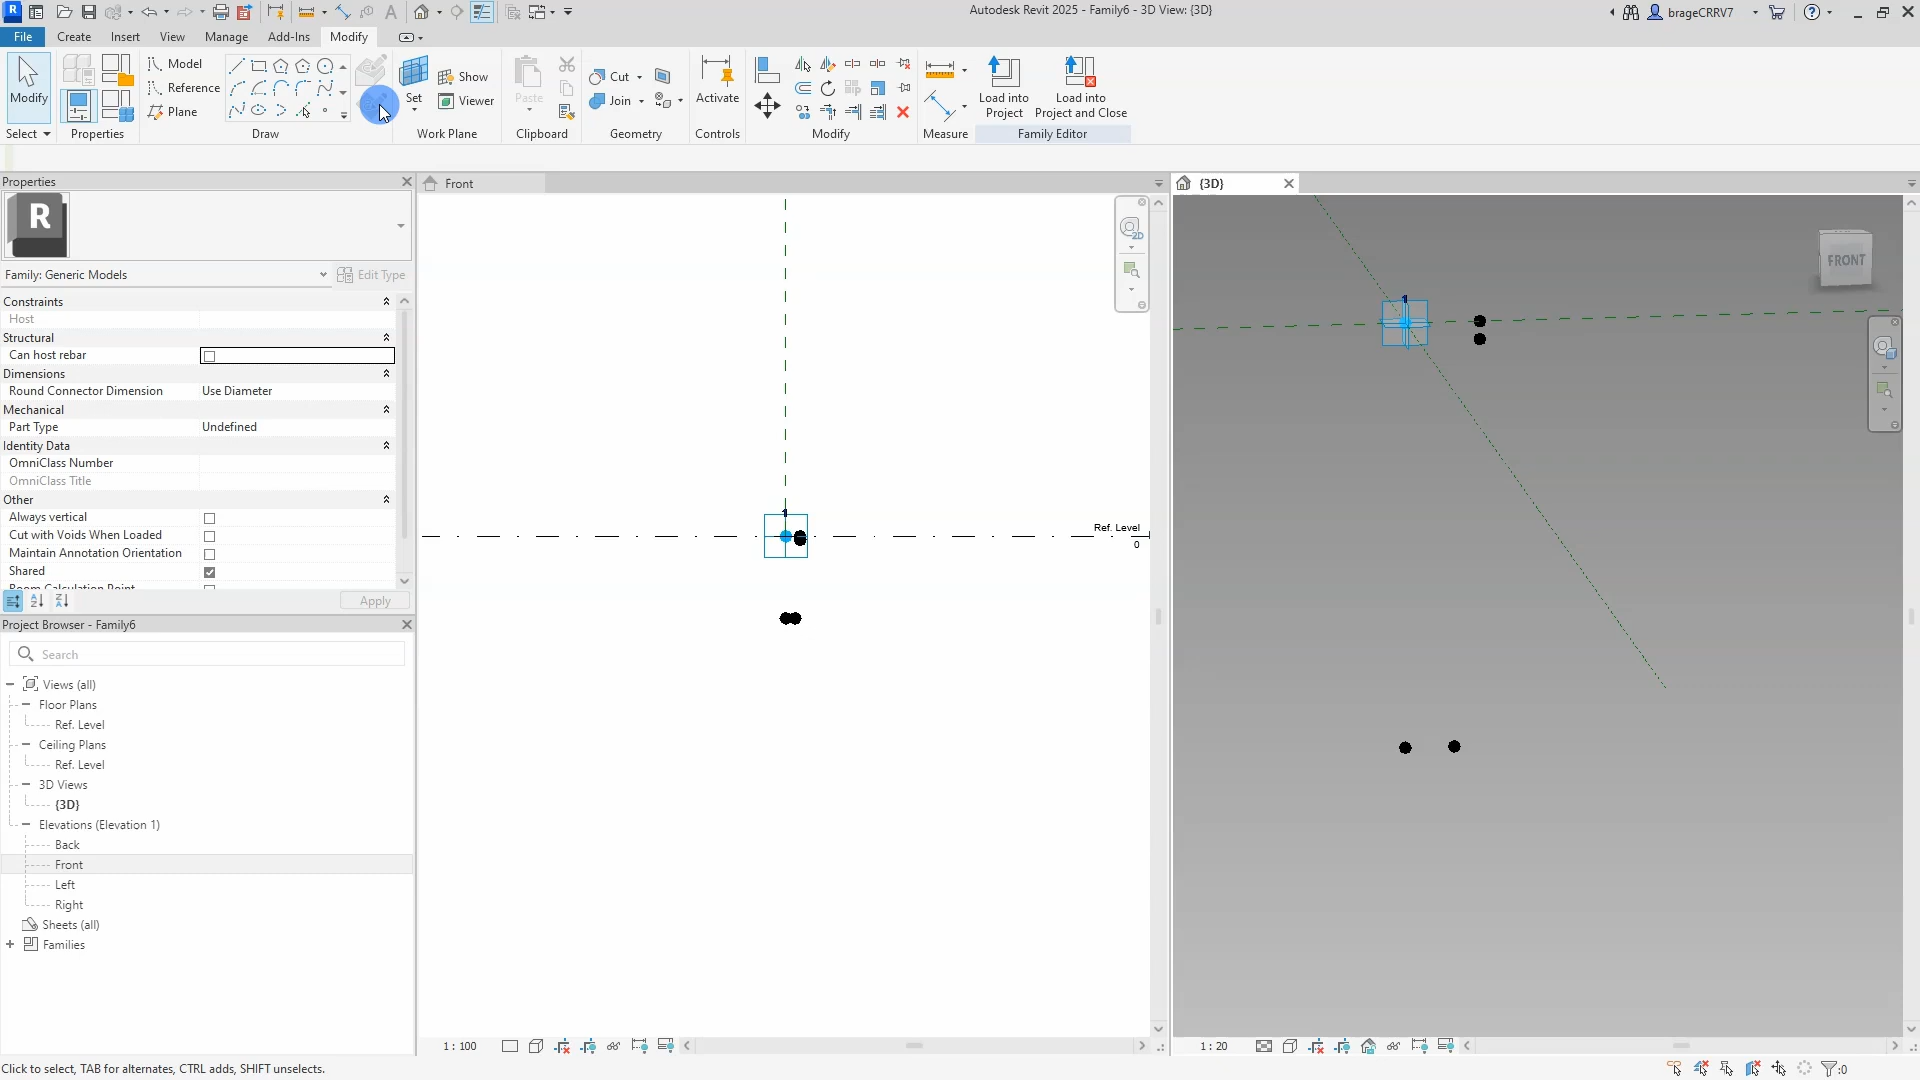 R
Autodesk Revit 2025 - Family6 - 3D View: {3D}
brageCRRV7
File
Create
Insert
View
Manage
Add-Ins
Modify
Modify
Select
Properties
Model
Reference
Plane
Draw
Set
Show
Viewer
Work Plane
Paste
Clipboard
Cut
Join
Geometry
Activate
Controls
Modify
Measure
Load into
Project
Load into
Project and Close
Family Editor
Properties
Front
{3D}
R
Family: Generic Models
Edit Type
Constraints
Host
Structural
Can host rebar
Dimensions
Round Connector Dimension
Use Diameter
Mechanical
Part Type
Undefined
Identity Data
OmniClass Number
OmniClass Title
Other
Always vertical
Cut with Voids When Loaded
Maintain Annotation Orientation
Shared
Room Calculation Point
Apply
Project Browser - Family6
Search
Views (all)
Floor Plans
Ref. Level
Ceiling Plans
Ref. Level
3D Views
{3D}
Elevations (Elevation 1)
Back
Front
Left
Right
Sheets (all)
Families
2D
1
Ref. Level
0
1
FRONT
1 : 100
1 : 20
Click to select, TAB for alternates, CTRL adds, SHIFT unselects.
:0